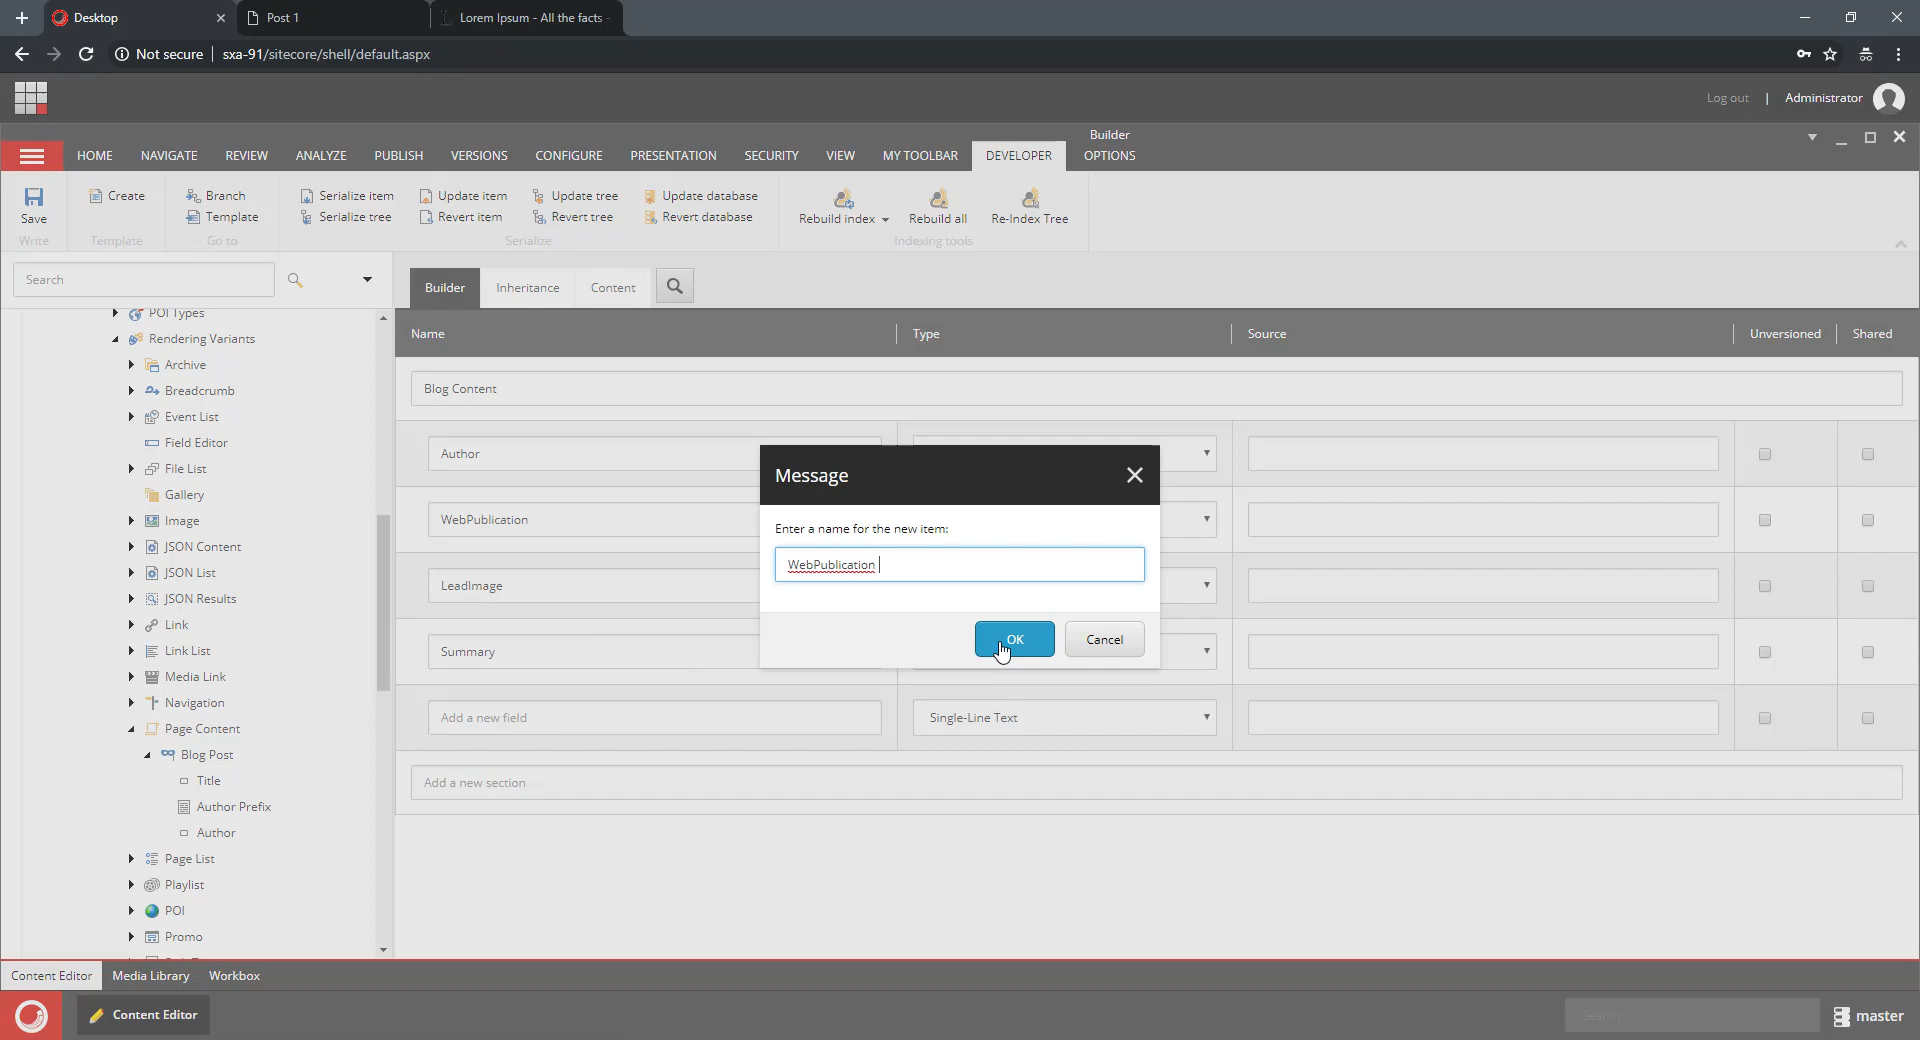 Desktop
Post 1
Lorem Ipsum - All the facts -
Not secure
sxa-91/sitecore/shell/default.aspx
Log out
|
Administrator
Builder
HOME
NAVIGATE
REVIEW
ANALYZE
PUBLISH
VERSIONS
CONFIGURE
PRESENTATION
SECURITY
VIEW
MY TOOLBAR
DEVELOPER
OPTIONS
Save
Write
Create
Template
Branch
Template
Go to
Serialize item
Serialize tree
Update item
Revert item
Update tree
Revert tree
Update database
Revert database
Serialize
Rebuild index
Rebuild all
Re-Index Tree
Indexing tools
Search
POI Types
Rendering Variants
Archive
Breadcrumb
Event List
Field Editor
File List
Gallery
Image
JSON Content
JSON List
JSON Results
Link
Link List
Media Link
Navigation
Page Content
Blog Post
Title
Author Prefix
Author
Page List
Playlist
POI
Promo
Builder
Inheritance
Content
Name
Type
Source
Unversioned
Shared
Blog Content
Author
WebPublication
LeadImage
Summary
Add a new field
Single-Line Text
Add a new section
Message
Enter a name for the new item:
WebPublication
OK
Cancel
Content Editor
Media Library
Workbox
Content Editor
Search
master